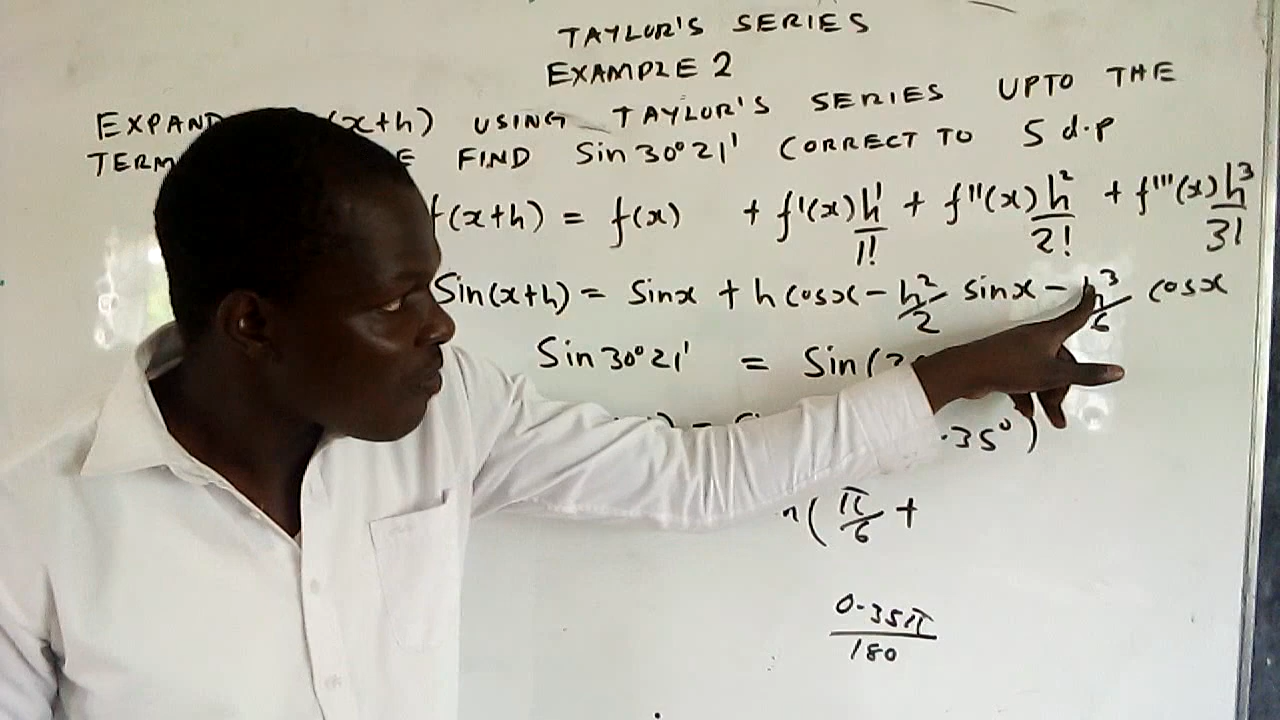 TAYLOR'S SERIES
EXAMPLE 2
EXPAND (x+h) USING TAYLOR'S SERIES UPTO THE
TERM FIND Sin 30°21' CORRECT TO 5 d.p
f(x+h) = f(x) + f'(x)h¹/1! + f''(x)h²/2! + f'''(x)h³/3!
Sin(x+h) = sinx + h cosx - h²/2 sinx - h³/6 cosx
Sin 30°21' = Sin(
.35°)
(π/6 +
0.35π/180